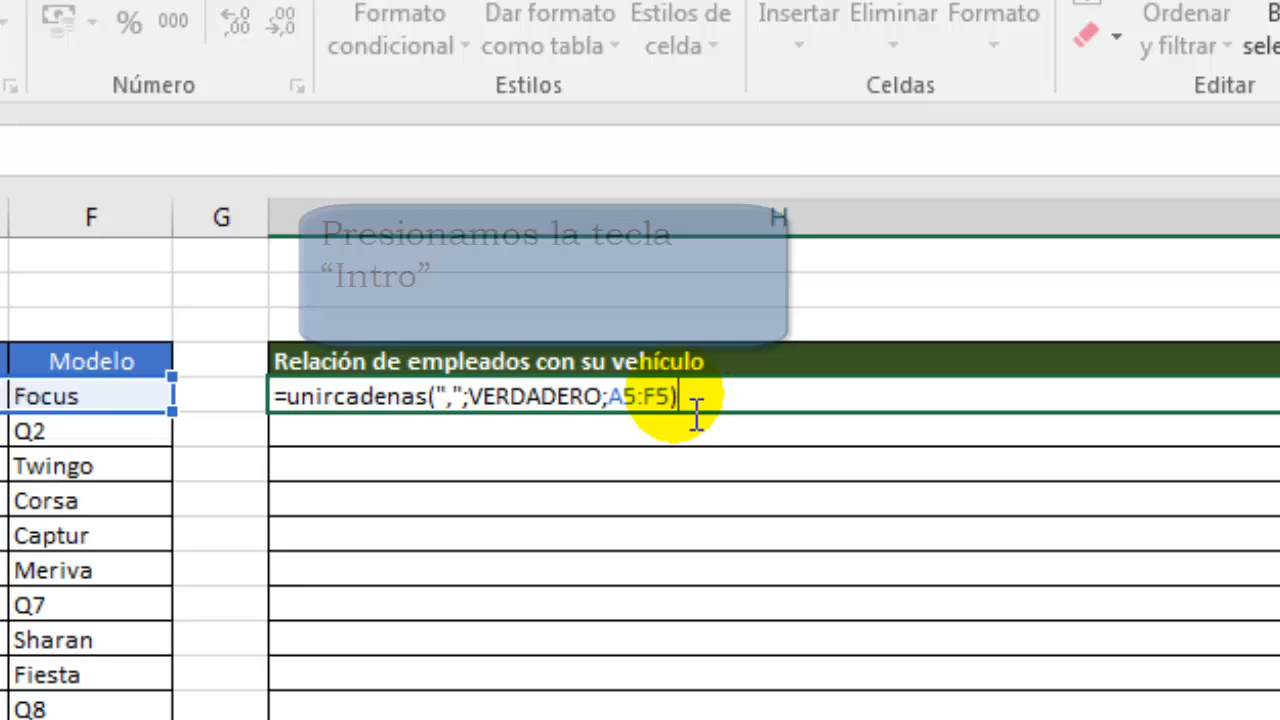 % 000
Formato
condicional
Dar formato
como tabla
Estilos de
celda
Insertar
Eliminar
Formato
Ordenar
y filtrar
Número
Estilos
Celdas
Editar
F
G
H
Presionamos la tecla
“Intro”
Modelo
Relación de empleados con su vehículo
Focus
=unircadenas(",";VERDADERO;A5:F5)
Q2
Twingo
Corsa
Captur
Meriva
Q7
Sharan
Fiesta
Q8